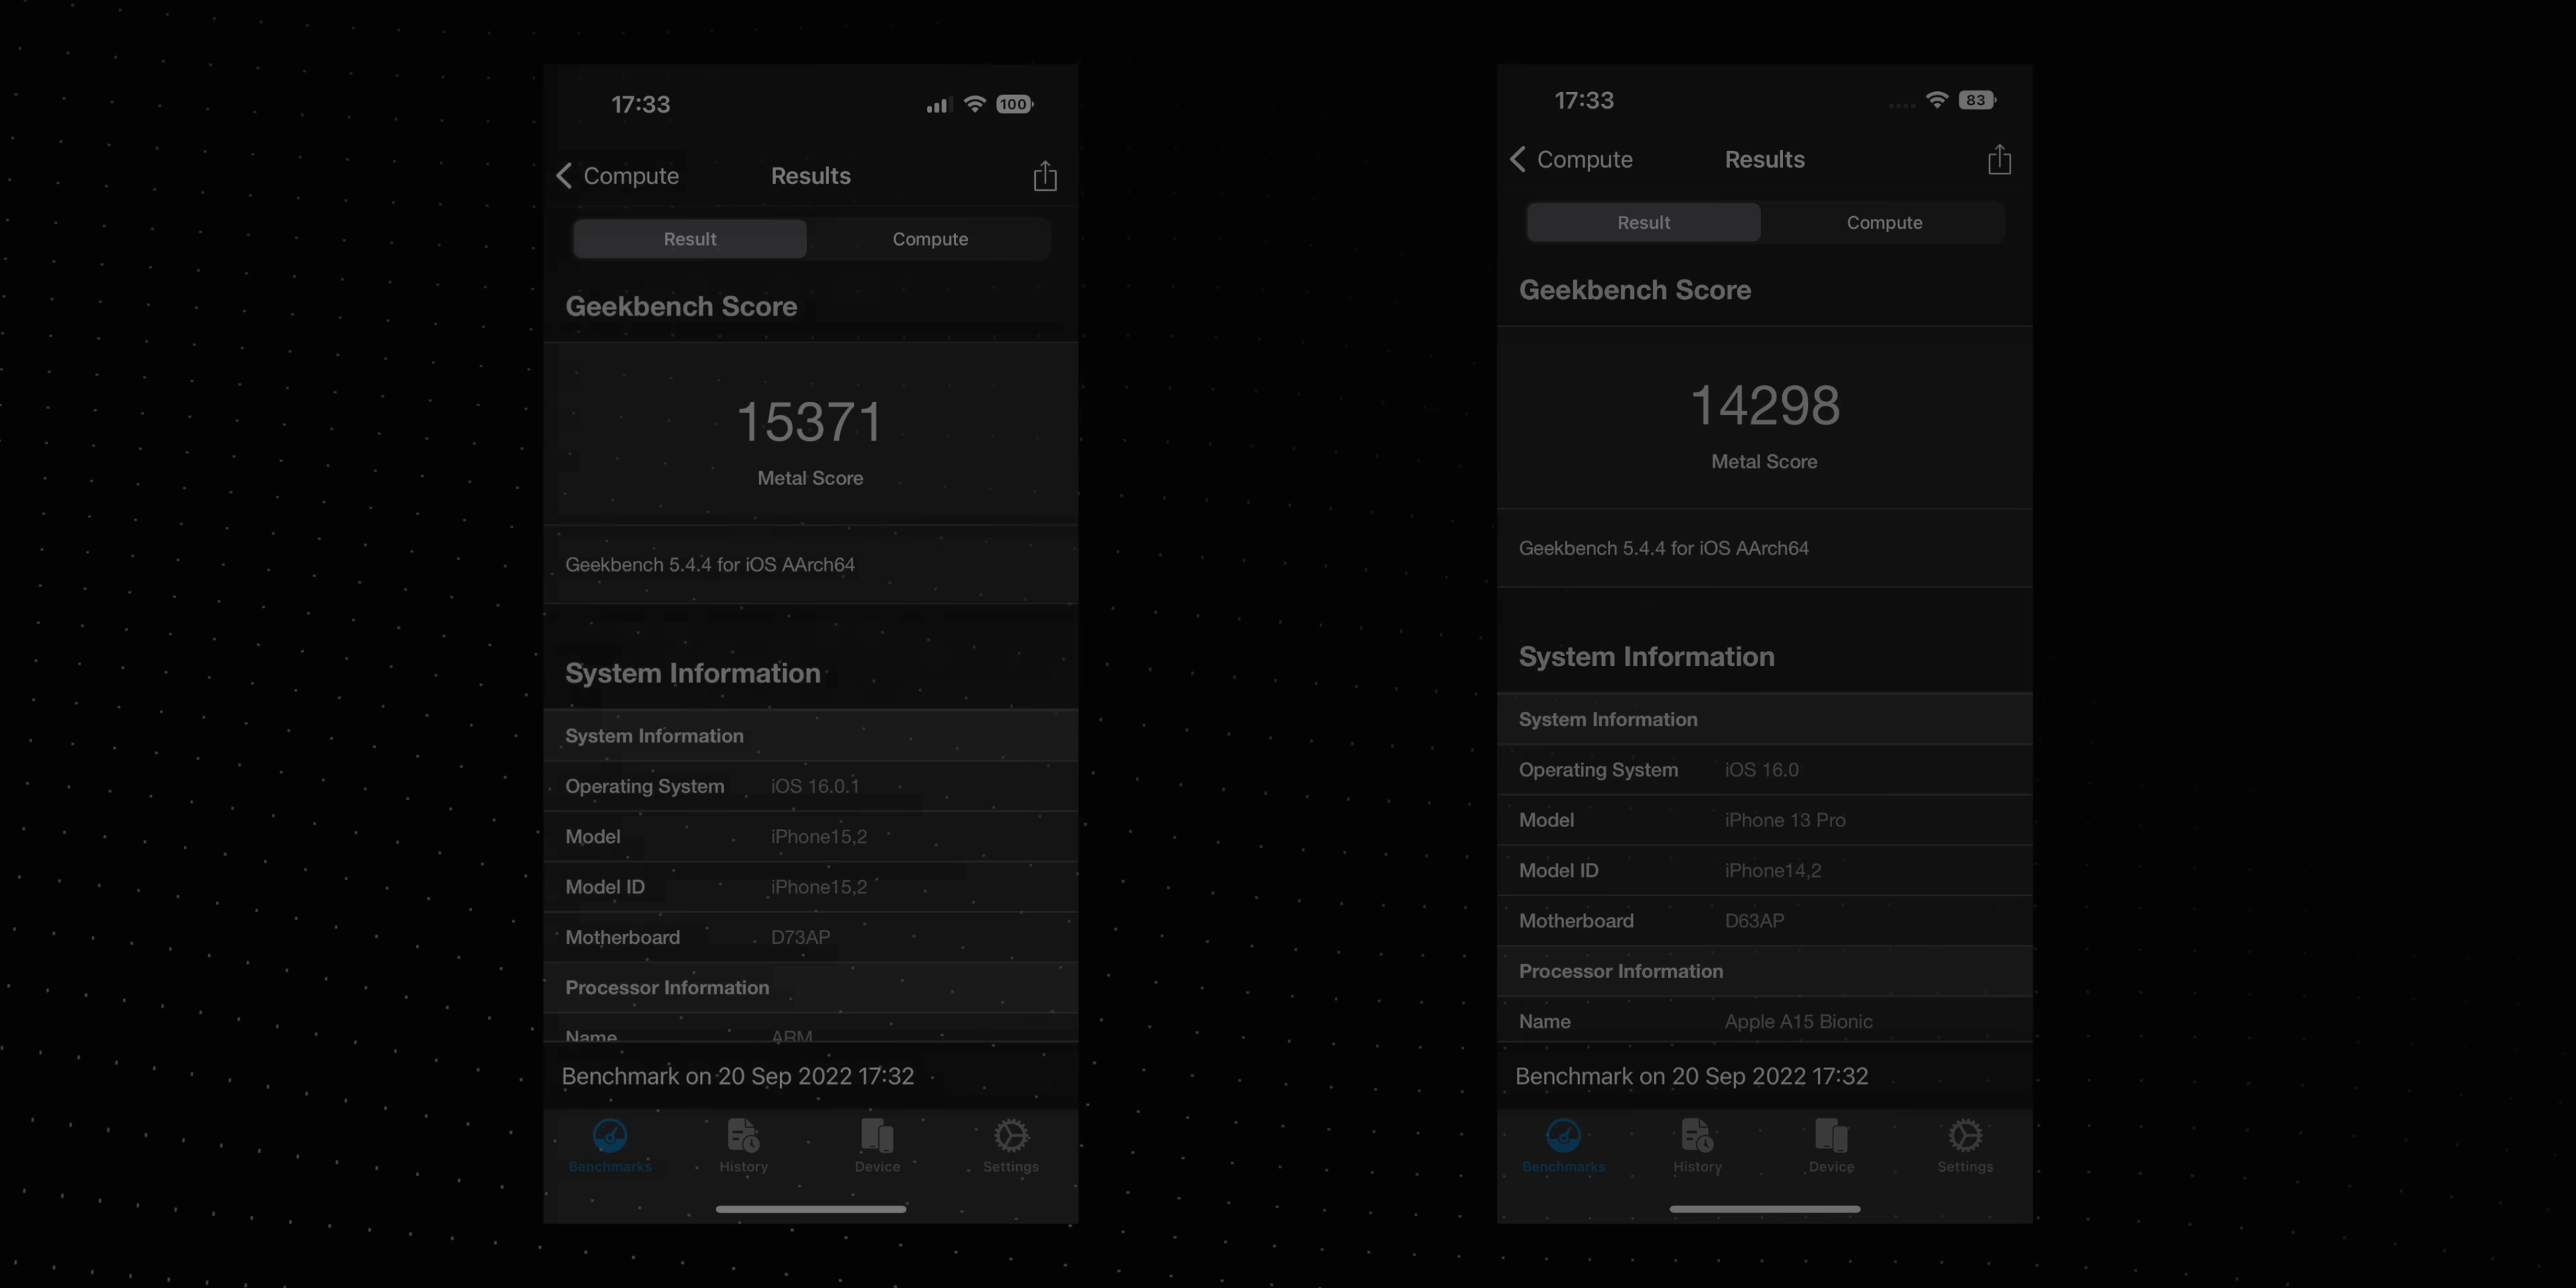 17:33
100
Compute
Results
Result
Compute
Geekbench Score
15371
Metal Score
Geekbench 5.4.4 for iOS AArch64
System Information
System Information
Operating System iOS 16.0.1
Model iPhone15,2
Model ID iPhone15,2
Motherboard D73AP
Processor Information
Name ARM
Benchmark on 20 Sep 2022 17:32
Benchmarks
History
Device
Settings
17:33
83
Compute
Results
Result
Compute
Geekbench Score
14298
Metal Score
Geekbench 5.4.4 for iOS AArch64
System Information
System Information
Operating System iOS 16.0
Model iPhone 13 Pro
Model ID iPhone14,2
Motherboard D63AP
Processor Information
Name Apple A15 Bionic
Benchmark on 20 Sep 2022 17:32
Benchmarks
History
Device
Settings